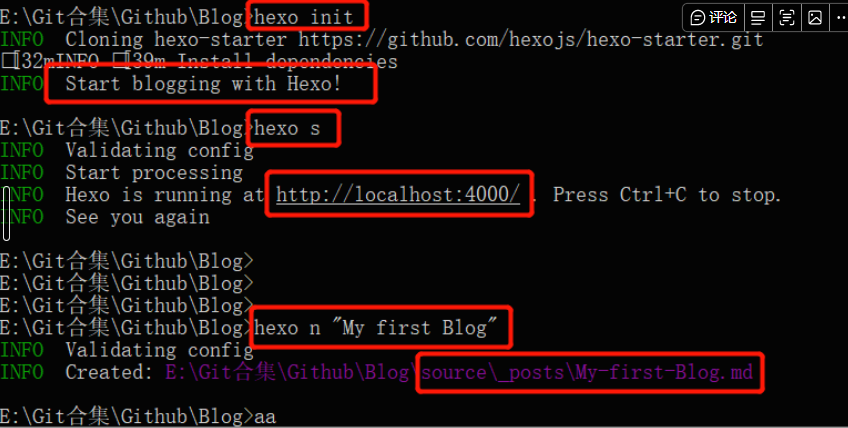 评论
E:\Git合集\Github\Blog>hexo init
INFO  Cloning hexo-starter https://github.com/hexojs/hexo-starter.git
[32mINFO [39m Install dependencies
INFO  Start blogging with Hexo!
E:\Git合集\Github\Blog>hexo s
INFO  Validating config
INFO  Start processing
INFO  Hexo is running at http://localhost:4000/ . Press Ctrl+C to stop.
INFO  See you again
E:\Git合集\Github\Blog>
E:\Git合集\Github\Blog>
E:\Git合集\Github\Blog>
E:\Git合集\Github\Blog>hexo n "My first Blog"
INFO  Validating config
INFO  Created: E:\Git合集\Github\Blog\source\_posts\My-first-Blog.md
E:\Git合集\Github\Blog>aa